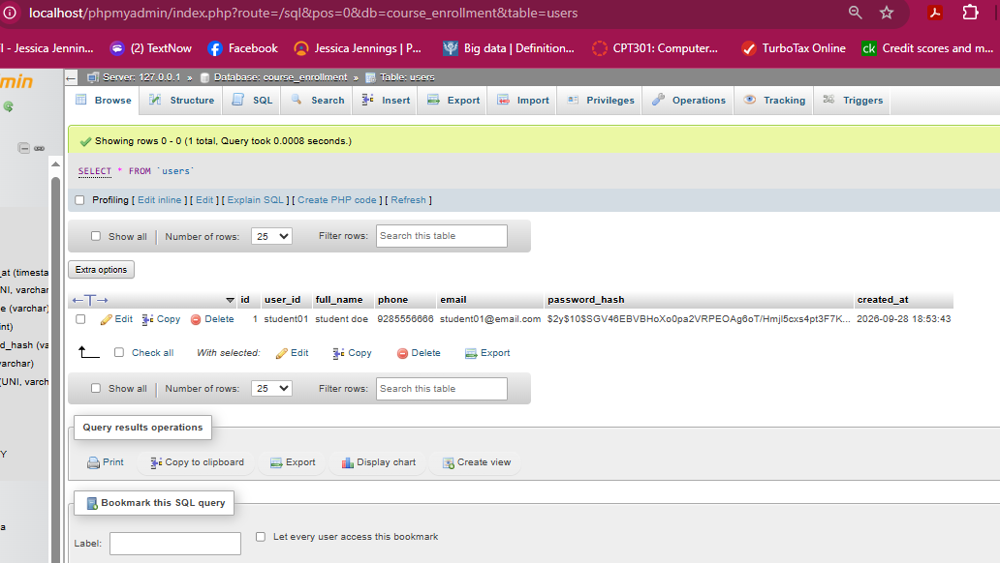 localhost/phpmyadmin/index.php?route=/sql&pos=0&db=course_enrollment&table=users
l - Jessica Jennin... (2) TextNow Facebook Jessica Jennings | P... Big data | Definition... CPT301: Computer... TurboTax Online ck Credit scores and m...
min
Server: 127.0.0.1 » Database: course_enrollment » Table: users
Browse Structure SQL Search Insert Export Import Privileges Operations Tracking Triggers
Showing rows 0 - 0 (1 total, Query took 0.0008 seconds.)
SELECT * FROM `users`
Profiling [ Edit inline ] [ Edit ] [ Explain SQL ] [ Create PHP code ] [ Refresh ]
Show all Number of rows: 25 Filter rows: Search this table
Extra options
_at (timesta
NI, varchar
e (varchar)
int)
d_hash (va
varchar)
(UNI, varch
Y
a
←T→ id user_id full_name phone email password_hash created_at
Edit Copy Delete 1 student01 student doe 9285556666 student01@email.com $2y$10$SGV46EBVBHoXo0pa2VRPEOAg6oT/Hmjl5cxs4pt3F7K... 2026-09-28 18:53:43
Check all With selected: Edit Copy Delete Export
Show all Number of rows: 25 Filter rows: Search this table
Query results operations
Print Copy to clipboard Export Display chart Create view
Bookmark this SQL query
Label: Let every user access this bookmark